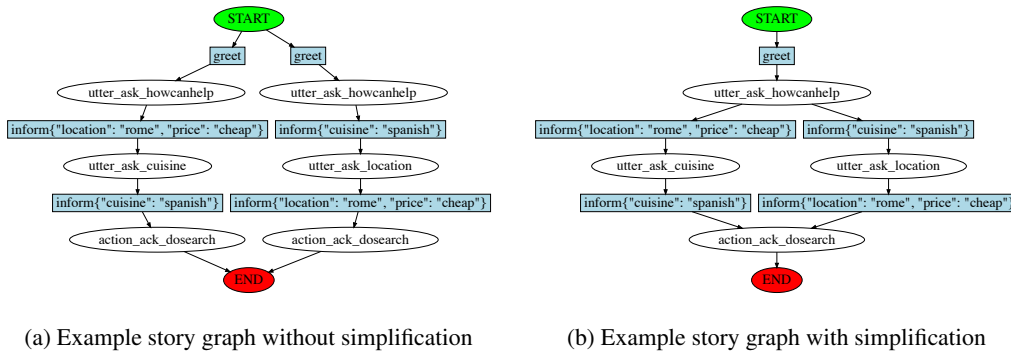 START
greet
greet
utter_ask_howcanhelp
utter_ask_howcanhelp
inform{"location": "rome", "price": "cheap"}
inform{"cuisine": "spanish"}
utter_ask_cuisine
utter_ask_location
inform{"cuisine": "spanish"}
inform{"location": "rome", "price": "cheap"}
action_ack_dosearch
action_ack_dosearch
END
(a) Example story graph without simplification
START
greet
utter_ask_howcanhelp
inform{"location": "rome", "price": "cheap"}
inform{"cuisine": "spanish"}
utter_ask_cuisine
utter_ask_location
inform{"cuisine": "spanish"}
inform{"location": "rome", "price": "cheap"}
action_ack_dosearch
END
(b) Example story graph with simplification